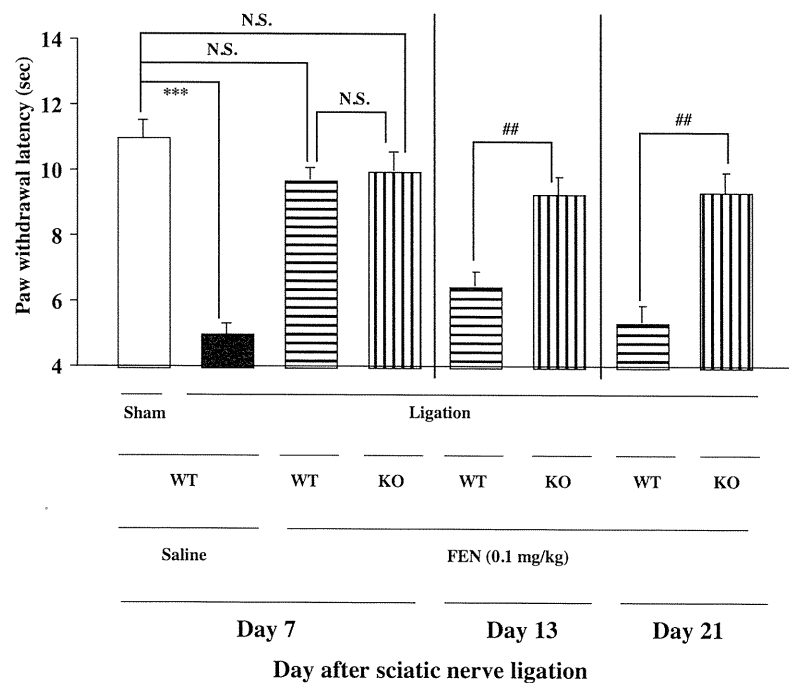 N.S.
N.S.
***
N.S.
##
##
Paw withdrawal latency (sec)
14
12
10
8
6
4
Sham
Ligation
WT
WT
KO
WT
KO
WT
KO
Saline
FEN (0.1 mg/kg)
Day 7
Day 13
Day 21
Day after sciatic nerve ligation